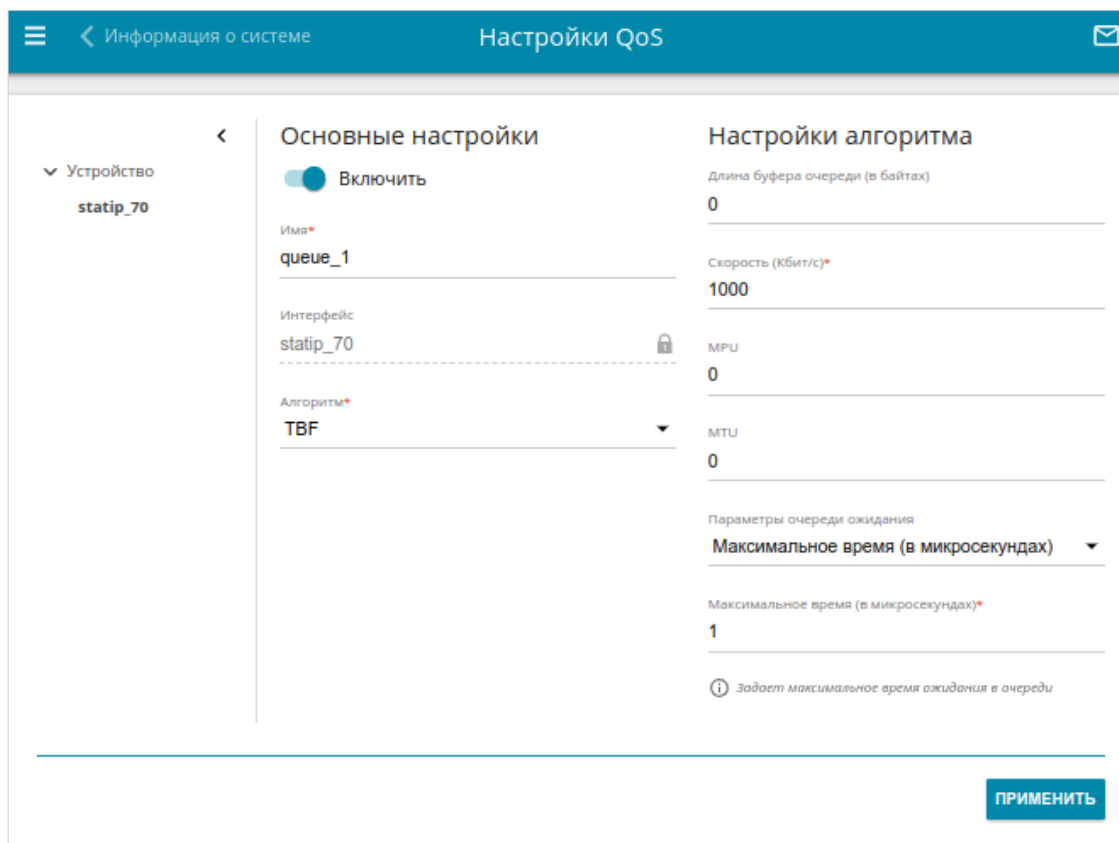 Информация о системе
Настройки QoS
Устройство
statip_70
Основные настройки
Включить
Имя*
queue_1
Интерфейс
statip_70
Алгоритм*
TBF
Настройки алгоритма
Длина буфера очереди (в байтах)
0
Скорость (Кбит/с)*
1000
MPU
0
MTU
0
Параметры очереди ожидания
Максимальное время (в микросекундах)
Максимальное время (в микросекундах)*
1
Задает максимальное время ожидания в очереди
ПРИМЕНИТЬ